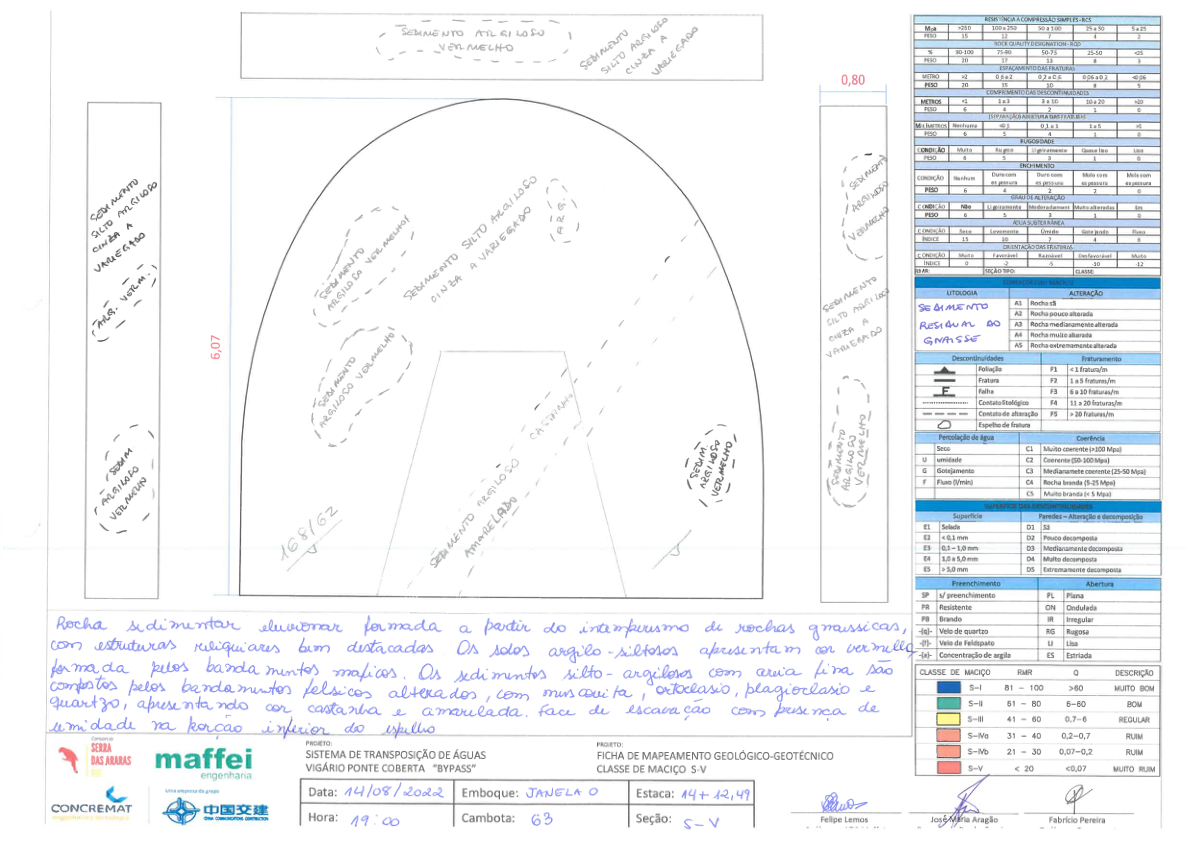 SEDIMENTO ARGILOSO
VERMELHO
SEDIMENTO
SILTO ARGILOSO
CINZA A
VARIEGADO
0,80
6,07
SEDIMENTO
SILTO ARGILOSO
CINZA A
VARIEGADO
ARG. VERM.
SEDIM
ARGILOSO
VERMELHO
SEDIMENTO
ARGILOSO VERMELHO
SEDIMENTO SILTO ARGILOSO
CINZA A VARIEGADO
SEDIMENTO
ARGILOSO VERMELHO
SEDIMENTO ARGILOSO
AMARELADO
CASTANHO
168/62
SEDIM.
ARGILOSO
VERMELHO
SEDIMENTO
ARGILOSO
VERMELHO
SEDIMENTO
SILTO ARGILOSO
CINZA A
VARIEGADO
SEDIMENTO
ARGILOSO
VERMELHO
RESISTÊNCIA A COMPRESSÃO SIMPLES - RCS
MPa >250 100 a 250 50 a 100 25 a 50 5 a 25
PESO 15 12 7 4 2
ROCK QUALITY DESIGNATION - RQD
% 90-100 75-90 50-75 25-50 <25
PESO 20 17 13 8 3
ESPAÇAMENTO DAS FRATURAS
METRO >2 0,6 a 2 0,2 a 0,6 0,06 a 0,2 <0,06
PESO 20 15 10 8 5
COMPRIMENTO DAS DESCONTINUIDADES
METROS <1 1 a 3 3 a 10 10 a 20 >20
PESO 6 4 2 1 0
SEPARAÇÃO ABERTURA DAS FRATURAS
MILÍMETROS Nenhuma <0,1 0,1 a 1 1 a 5 >5
PESO 6 5 4 1 0
RUGOSIDADE
CONDIÇÃO Muito Rugoso Ligeiramente Quase liso Liso
PESO 6 5 3 1 0
ENCHIMENTO
CONDIÇÃO Nenhum Duro com espessura Duro com espessura Mole com espessura Mole com espessura
PESO 6 4 2 2 0
GRAU DE ALTERAÇÃO
CONDIÇÃO Não Ligeiramente Moderadament Muito alteradas Em
PESO 6 5 3 1 0
ÁGUA SUBTERRÂNEA
CONDIÇÃO Seco Levemente Úmido Gotejando Fluxo
ÍNDICE 15 10 7 4 0
ORIENTAÇÃO DAS FRATURAS
CONDIÇÃO Muito Favorável Razoável Desfavorável Muito
ÍNDICE 0 -2 -5 -10 -12
RMR: SEÇÃO TIPO: CLASSE:
LITOLOGIA ALTERAÇÃO
SEDIMENTO
RESIDUAL DO
GNAISSE
A1 Rocha sã
A2 Rocha pouco alterada
A3 Rocha medianamente alterada
A4 Rocha muito alterada
A5 Rocha extremamente alterada
Descontinuidades Fraturamento
Foliação F1 < 1 fratura/m
Fratura F2 1 a 5 fraturas/m
F Falha F3 6 a 10 fraturas/m
Contato litológico F4 11 a 20 fraturas/m
Contato de alteração F5 > 20 fraturas/m
Espelho de fratura
Percolação de água Coerência
Seco C1 Muito coerente (>100 Mpa)
U umidade C2 Coerente (50-100 Mpa)
G Gotejamento C3 Medianamete coerente (25-50 Mpa)
F Fluxo (l/min) C4 Rocha branda (5-25 Mpa)
C5 Muito branda (< 5 Mpa)
SUPERFÍCIE DAS DESCONTINUIDADES
Superfície Paredes – Alteração e decomposição
E1 Selada D1 Sã
E2 < 0,1 mm D2 Pouco decomposta
E3 0,1 – 1,0 mm D3 Medianamente decomposta
E4 1,0 a 5,0 mm D4 Muito decomposta
E5 > 5,0 mm D5 Extremamente decomposta
Preenchimento Abertura
SP s/ preenchimento PL Plana
PR Resistente ON Ondulada
PB Brando IR Irregular
-(q)- Veio de quartzo RG Rugosa
-(f)- Veio de Feldspato LI Lisa
-(a)- Concentração de argila ES Estriada
CLASSE DE MACIÇO RMR Q DESCRIÇÃO
S-I 81 – 100 >60 MUITO BOM
S-II 61 – 80 6–60 BOM
S-III 41 – 60 0,7–6 REGULAR
S-IVa 31 – 40 0,2–0,7 RUIM
S-IVb 21 – 30 0,07–0,2 RUIM
S-V < 20 <0,07 MUITO RUIM
Rocha sedimentar eluvionar formada a partir do intemperismo de rochas gnaissicas,
com estruturas reliquiares bem destacadas Os solos argilo-siltosos apresentam cor vermelha
formada pelos bandamentos maficos. Os sedimentos silto-argilosos com areia fina são
compostos pelos bandamentos felsicos alterados, com muscovita, ortoclasio, plagioclasio e
quartzo, apresentando cor castanha e amarelada. Face de escavação com presença de
umidade na porção inferior do espelho
Consórcio
SERRA
DAS ARARAS
maffei
engenharia
CONCREMAT
engenharia e tecnologia
Uma empresa do grupo
中国交建
CHINA COMMUNICATIONS CONSTRUCTION
PROJETO:
SISTEMA DE TRANSPOSIÇÃO DE ÁGUAS
VIGÁRIO PONTE COBERTA "BYPASS"
PROJETO:
FICHA DE MAPEAMENTO GEOLÓGICO-GEOTÉCNICO
CLASSE DE MACIÇO S-V
Data: 14/08/2022 Emboque: JANELA O Estaca: 14+12,49
Hora: 19:00 Cambota: 63 Seção: S-V
Felipe Lemos José Maria Aragão Fabrício Pereira